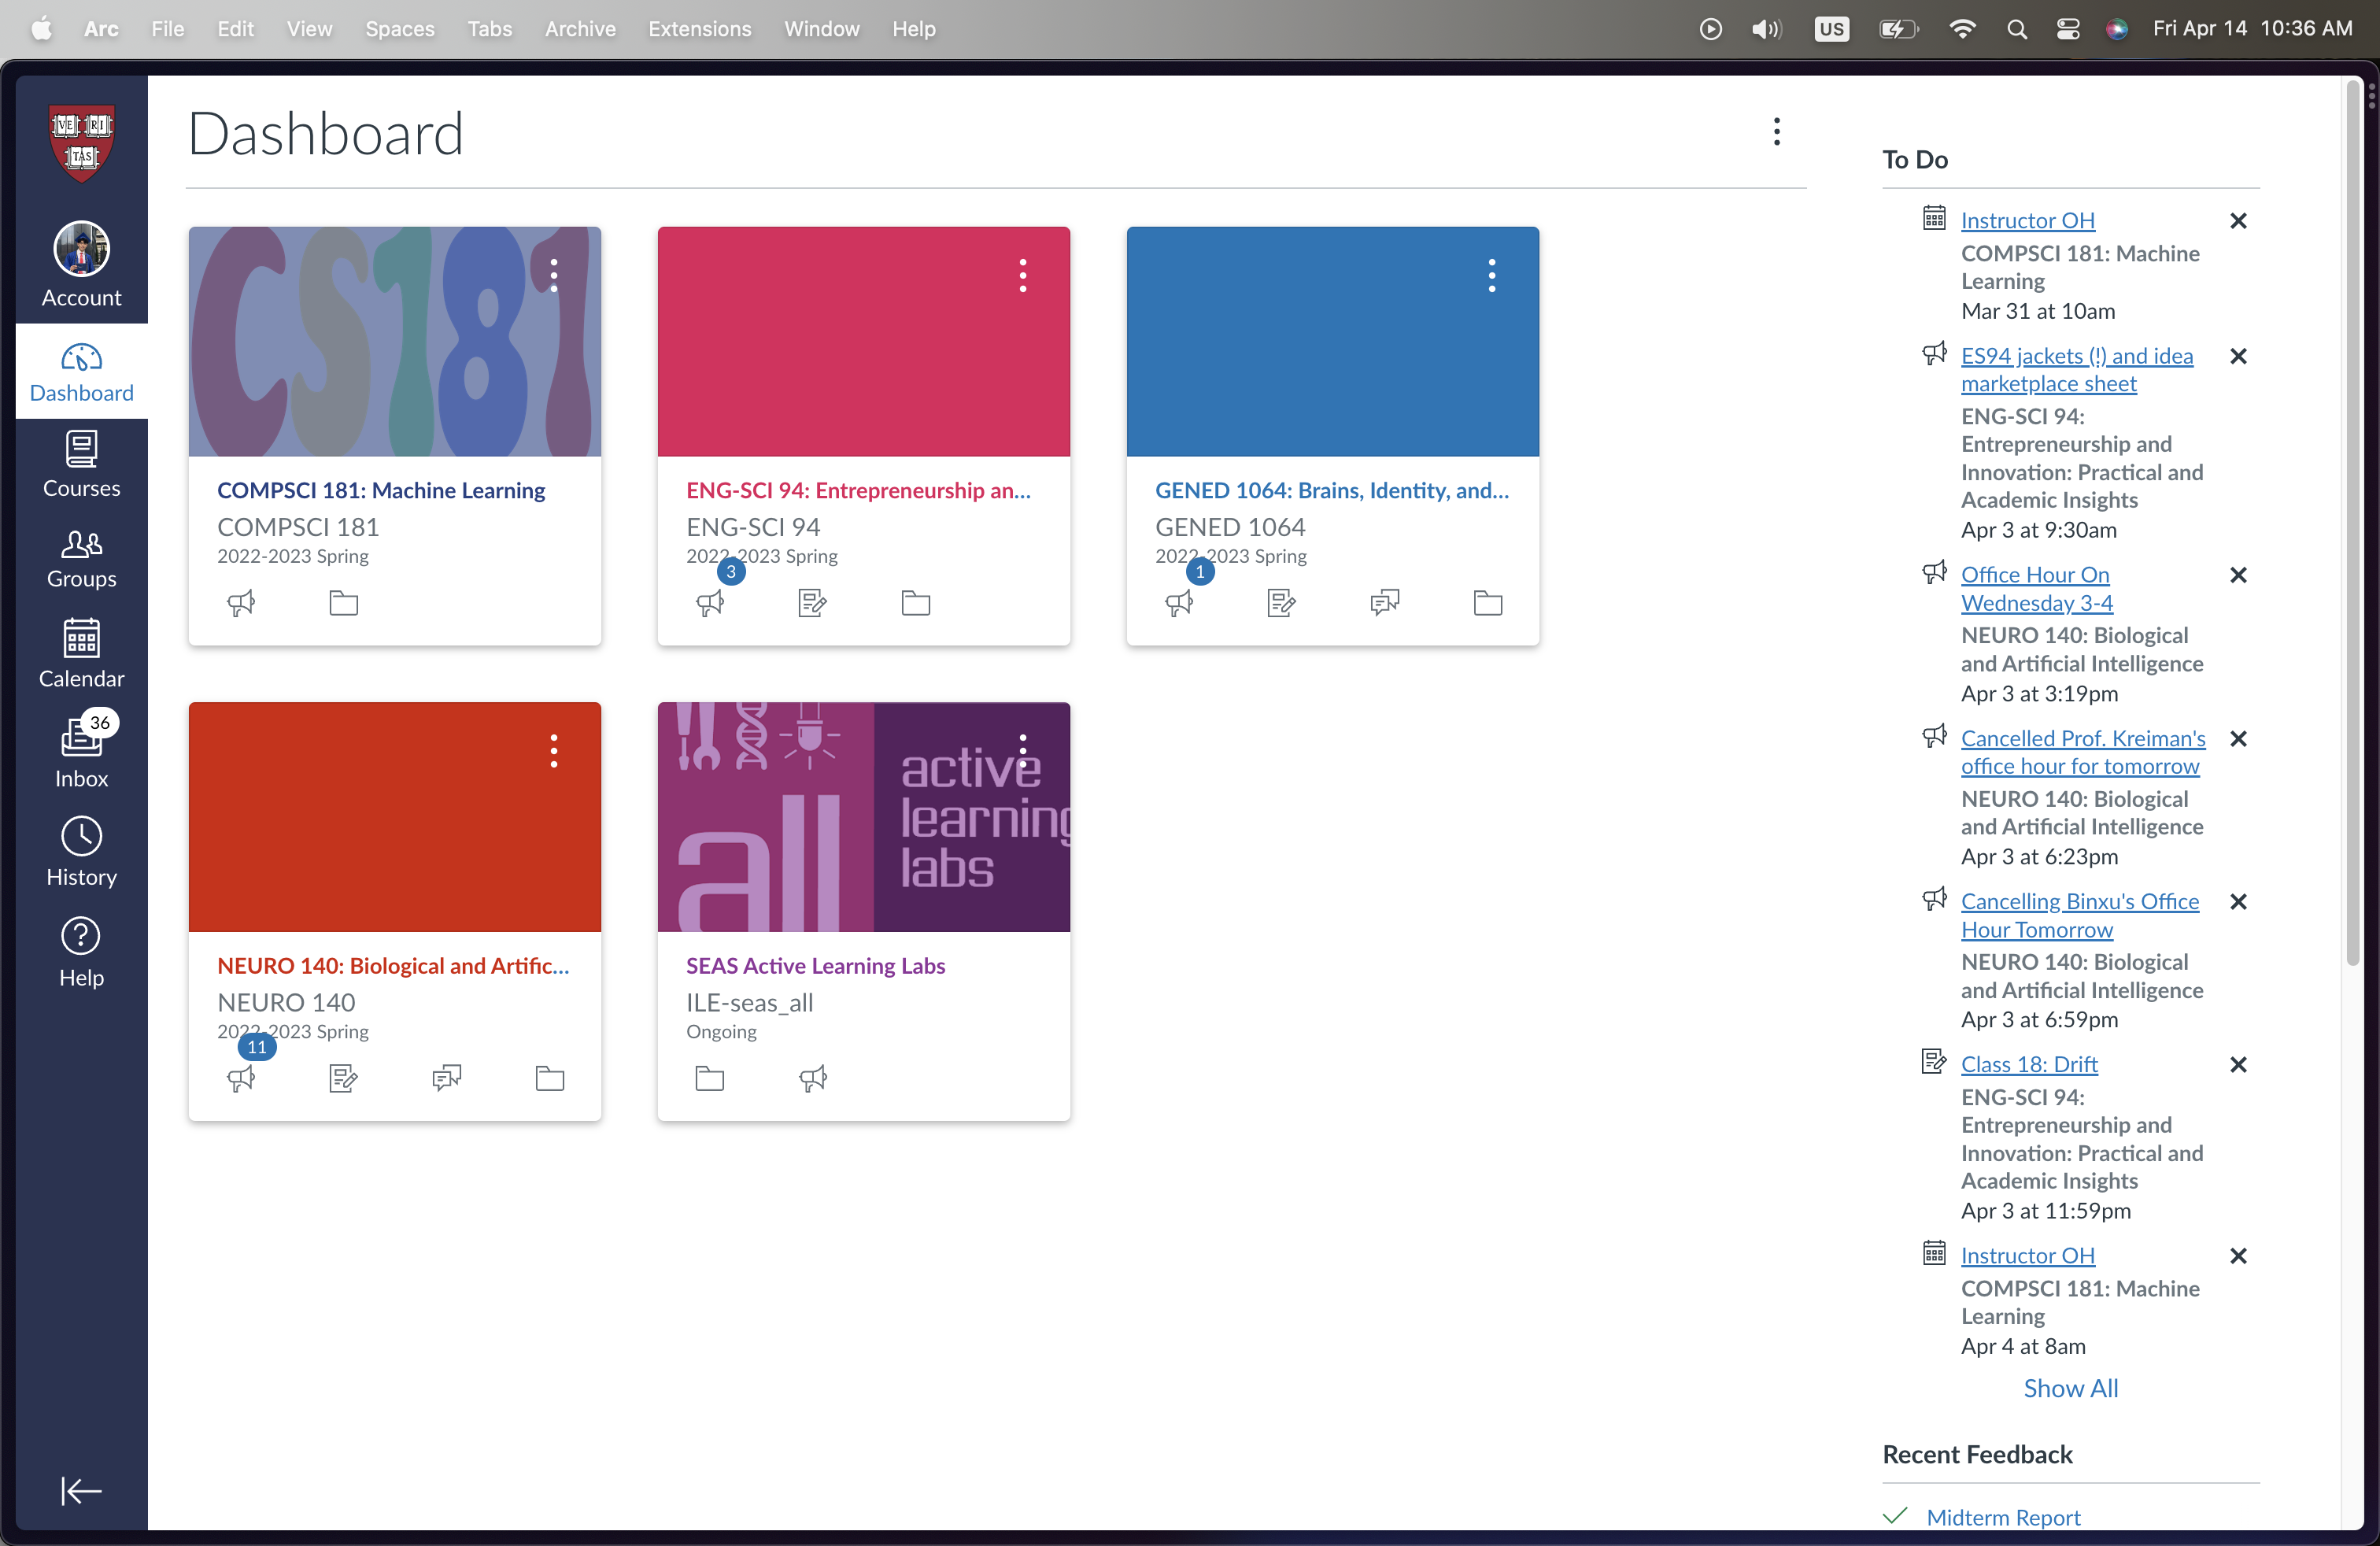 Arc File Edit View Spaces Tabs Archive Extensions Window Help US Fri Apr 14 10:36 AM
VE RI
TAS
Account
Dashboard
Courses
Groups
Calendar
36
Inbox
History
Help
Dashboard
CS181
COMPSCI 181: Machine Learning
COMPSCI 181
2022-2023 Spring
ENG-SCI 94: Entrepreneurship an...
ENG-SCI 94
2022-2023 Spring
3
GENED 1064: Brains, Identity, and...
GENED 1064
2022-2023 Spring
1
NEURO 140: Biological and Artific...
NEURO 140
2022-2023 Spring
11
all
active
learning
labs
SEAS Active Learning Labs
ILE-seas_all
Ongoing
To Do
Instructor OH
COMPSCI 181: Machine
Learning
Mar 31 at 10am
ES94 jackets (!) and idea
marketplace sheet
ENG-SCI 94:
Entrepreneurship and
Innovation: Practical and
Academic Insights
Apr 3 at 9:30am
Office Hour On
Wednesday 3-4
NEURO 140: Biological
and Artificial Intelligence
Apr 3 at 3:19pm
Cancelled Prof. Kreiman's
office hour for tomorrow
NEURO 140: Biological
and Artificial Intelligence
Apr 3 at 6:23pm
Cancelling Binxu's Office
Hour Tomorrow
NEURO 140: Biological
and Artificial Intelligence
Apr 3 at 6:59pm
Class 18: Drift
ENG-SCI 94:
Entrepreneurship and
Innovation: Practical and
Academic Insights
Apr 3 at 11:59pm
Instructor OH
COMPSCI 181: Machine
Learning
Apr 4 at 8am
Show All
Recent Feedback
Midterm Report